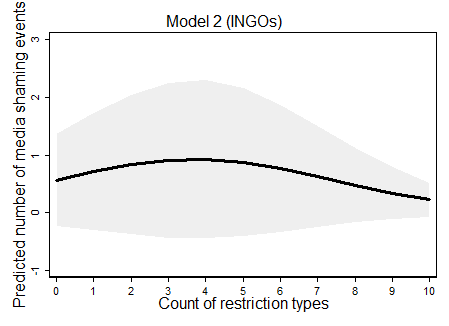 Model 2 (INGOs)
Predicted number of media shaming events
3
2
1
0
-1
0 1 2 3 4 5 6 7 8 9 10
Count of restriction types